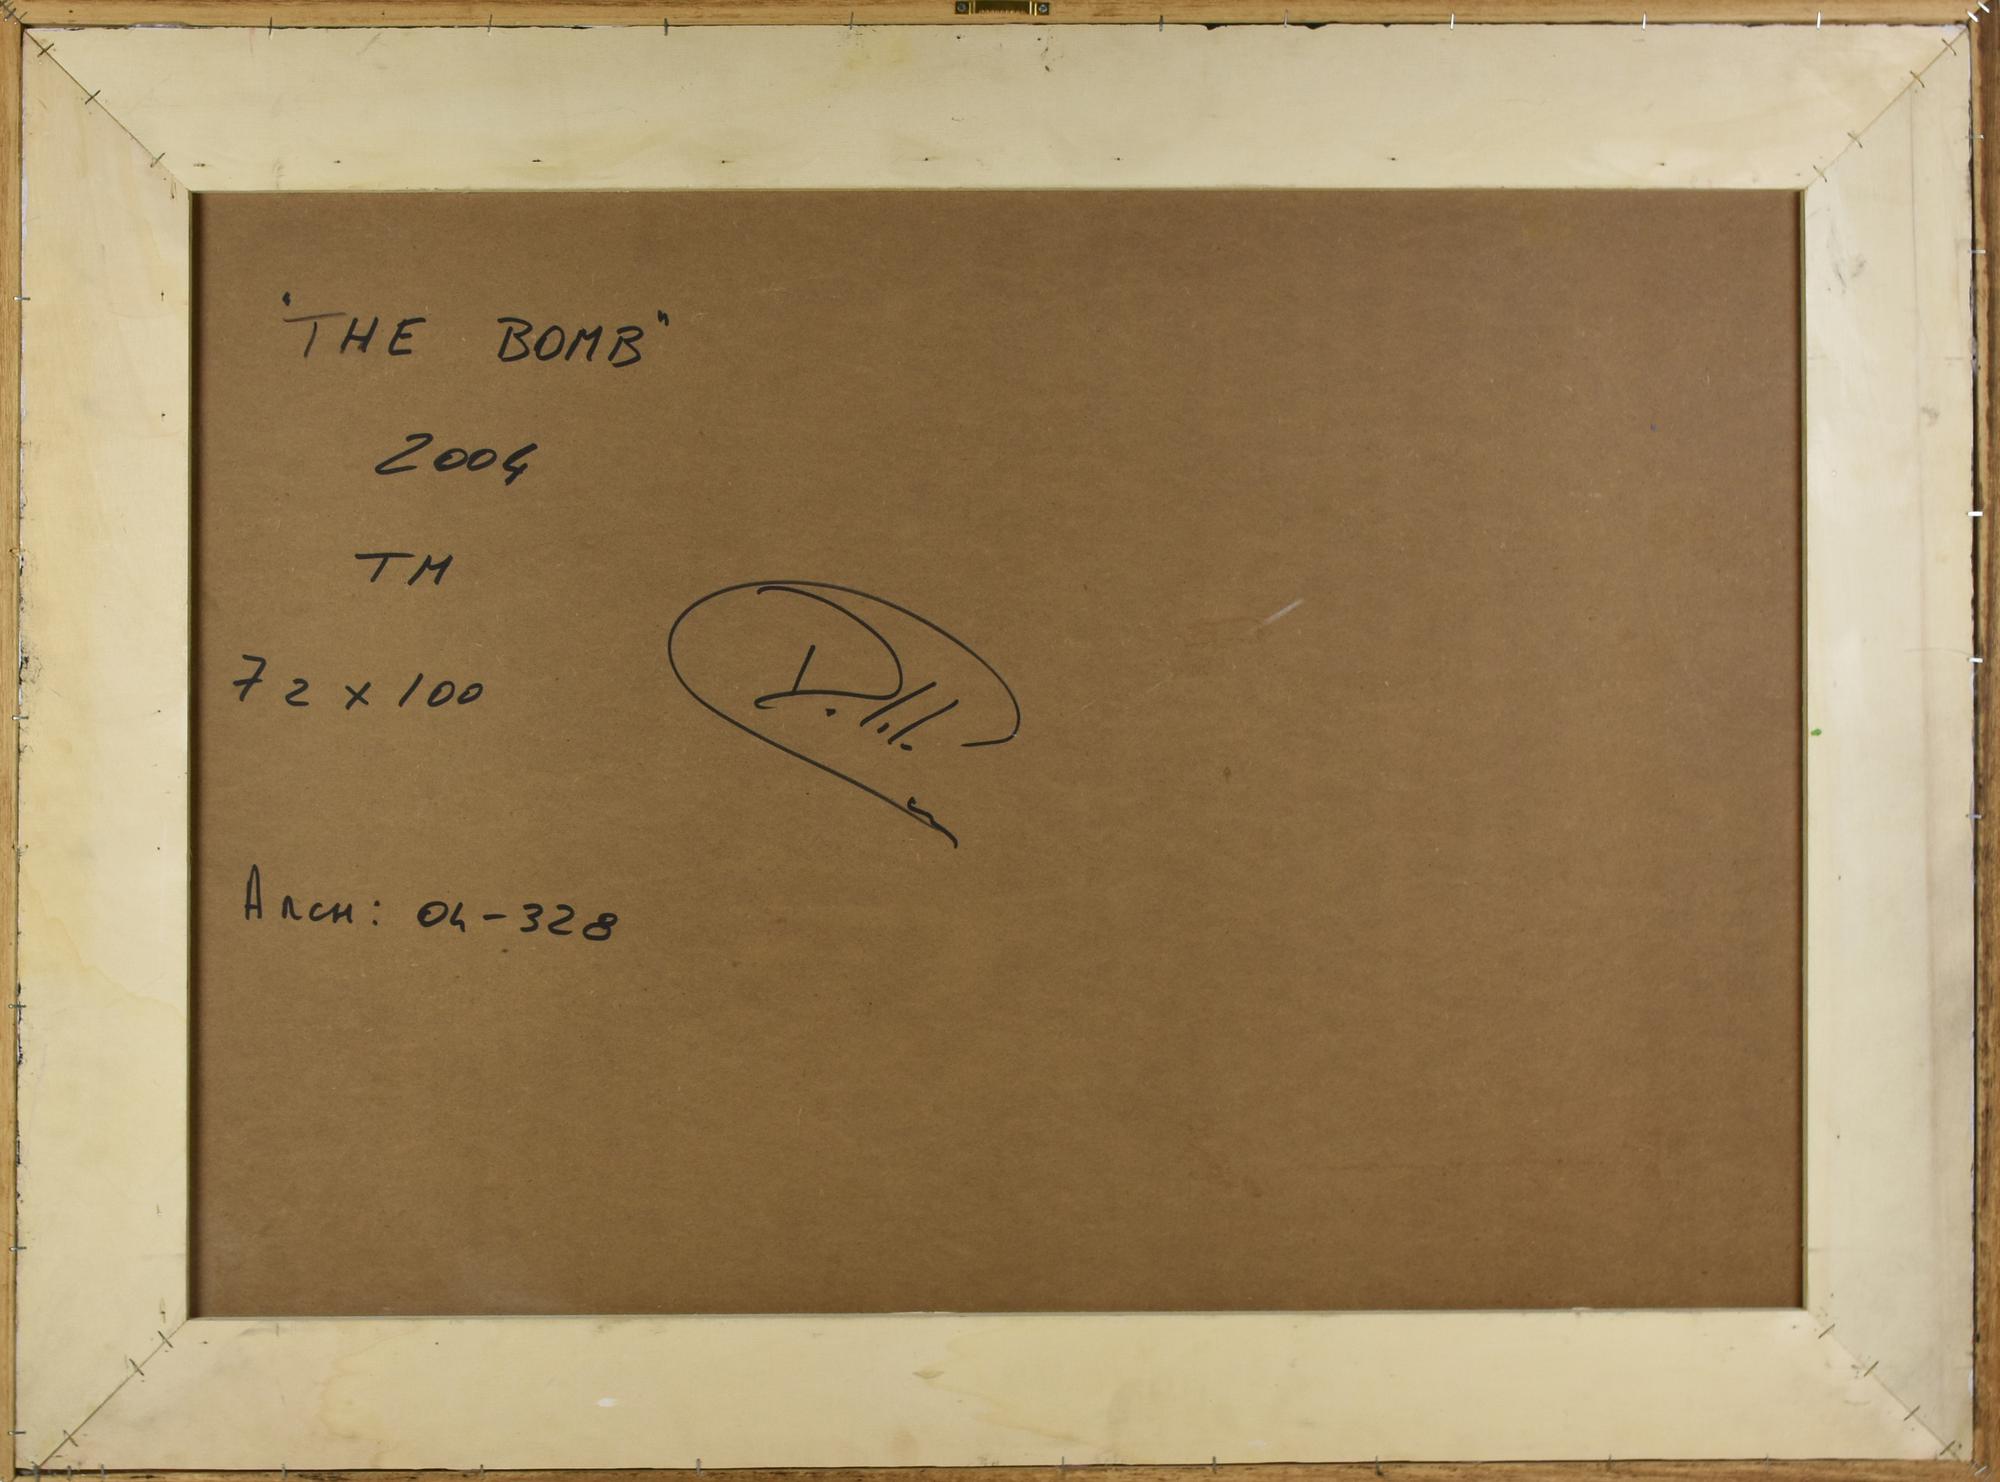 "THE BOMB"
2004
TM
72 x 100
Arch: 04-328